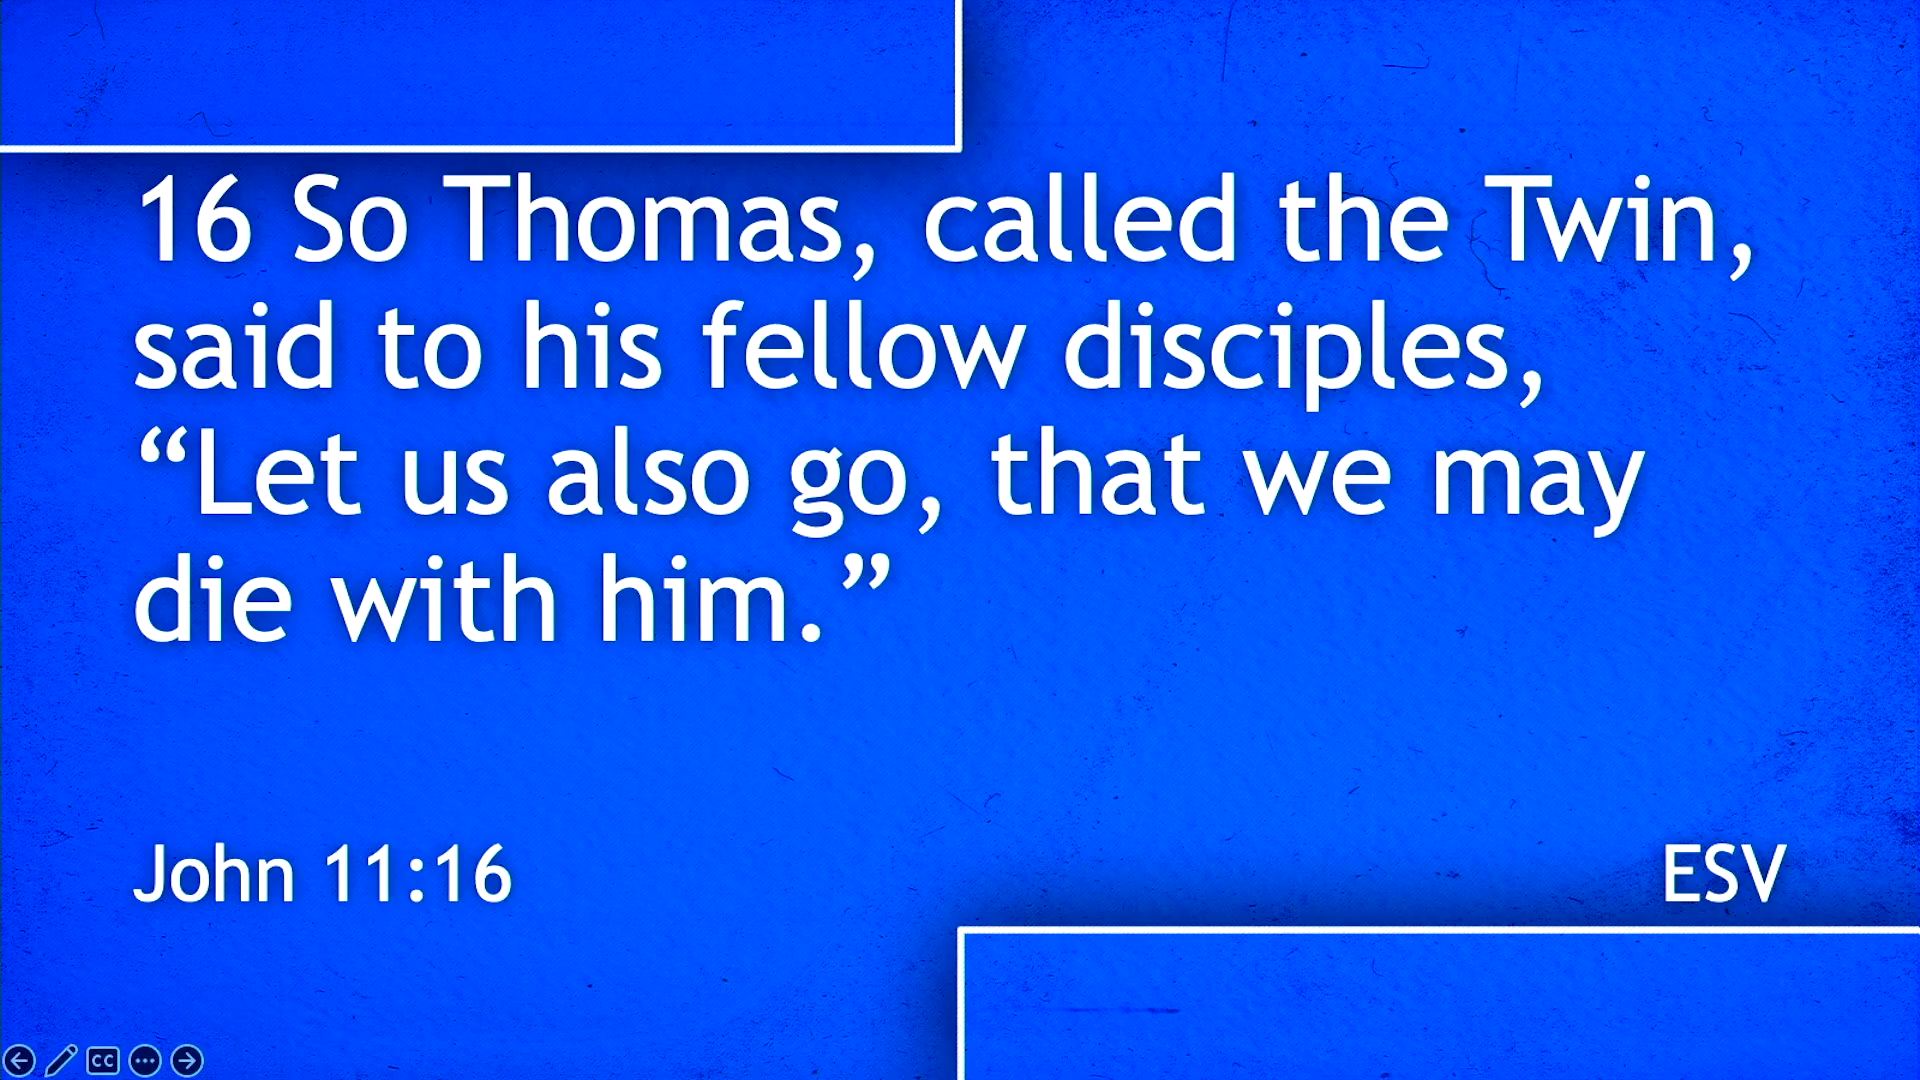 16 So Thomas, called the Twin,
said to his fellow disciples,
“Let us also go, that we may
die with him.”
John 11:16
ESV
CC